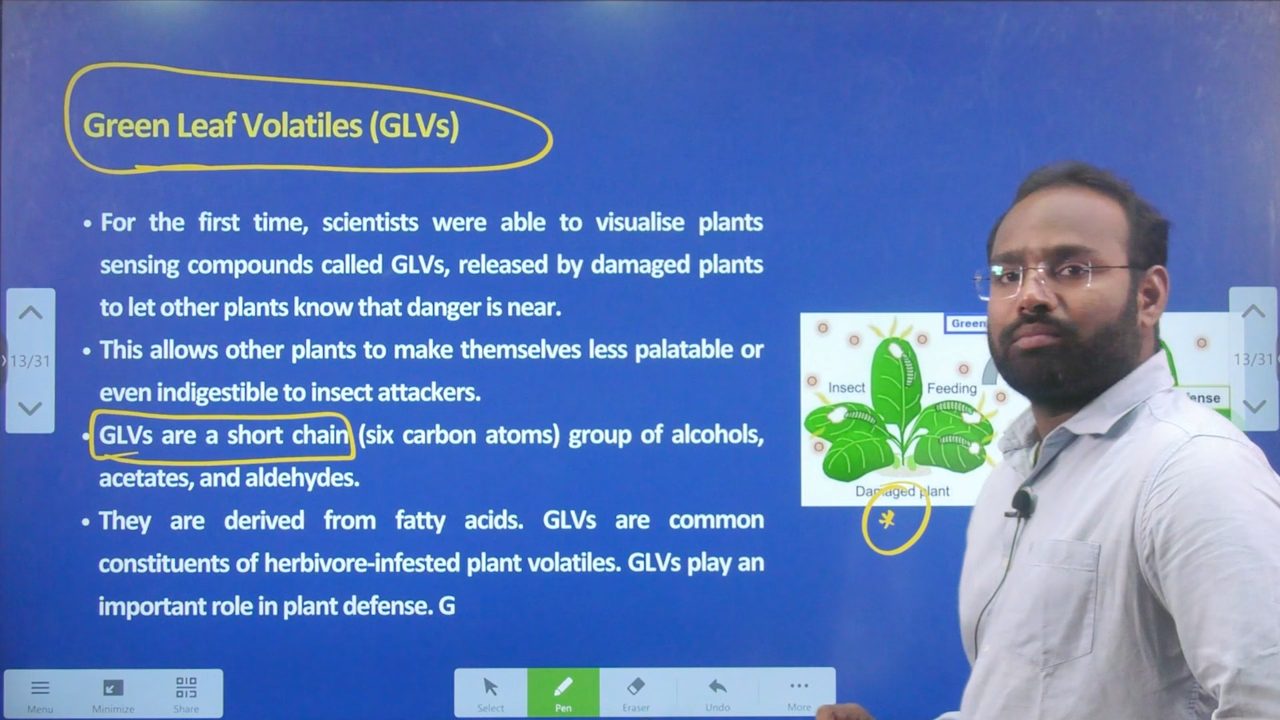 Green Leaf Volatiles (GLVs)
• For the first time, scientists were able to visualise plants
sensing compounds called GLVs, released by damaged plants
to let other plants know that danger is near.
• This allows other plants to make themselves less palatable or
even indigestible to insect attackers.
• GLVs are a short chain (six carbon atoms) group of alcohols,
acetates, and aldehydes.
• They are derived from fatty acids. GLVs are common
constituents of herbivore-infested plant volatiles. GLVs play an
important role in plant defense. G
13/31
Green
Insect
Feeding
Damaged plant
13/31
Menu
Minimize
Share
Select
Pen
Eraser
Undo
More